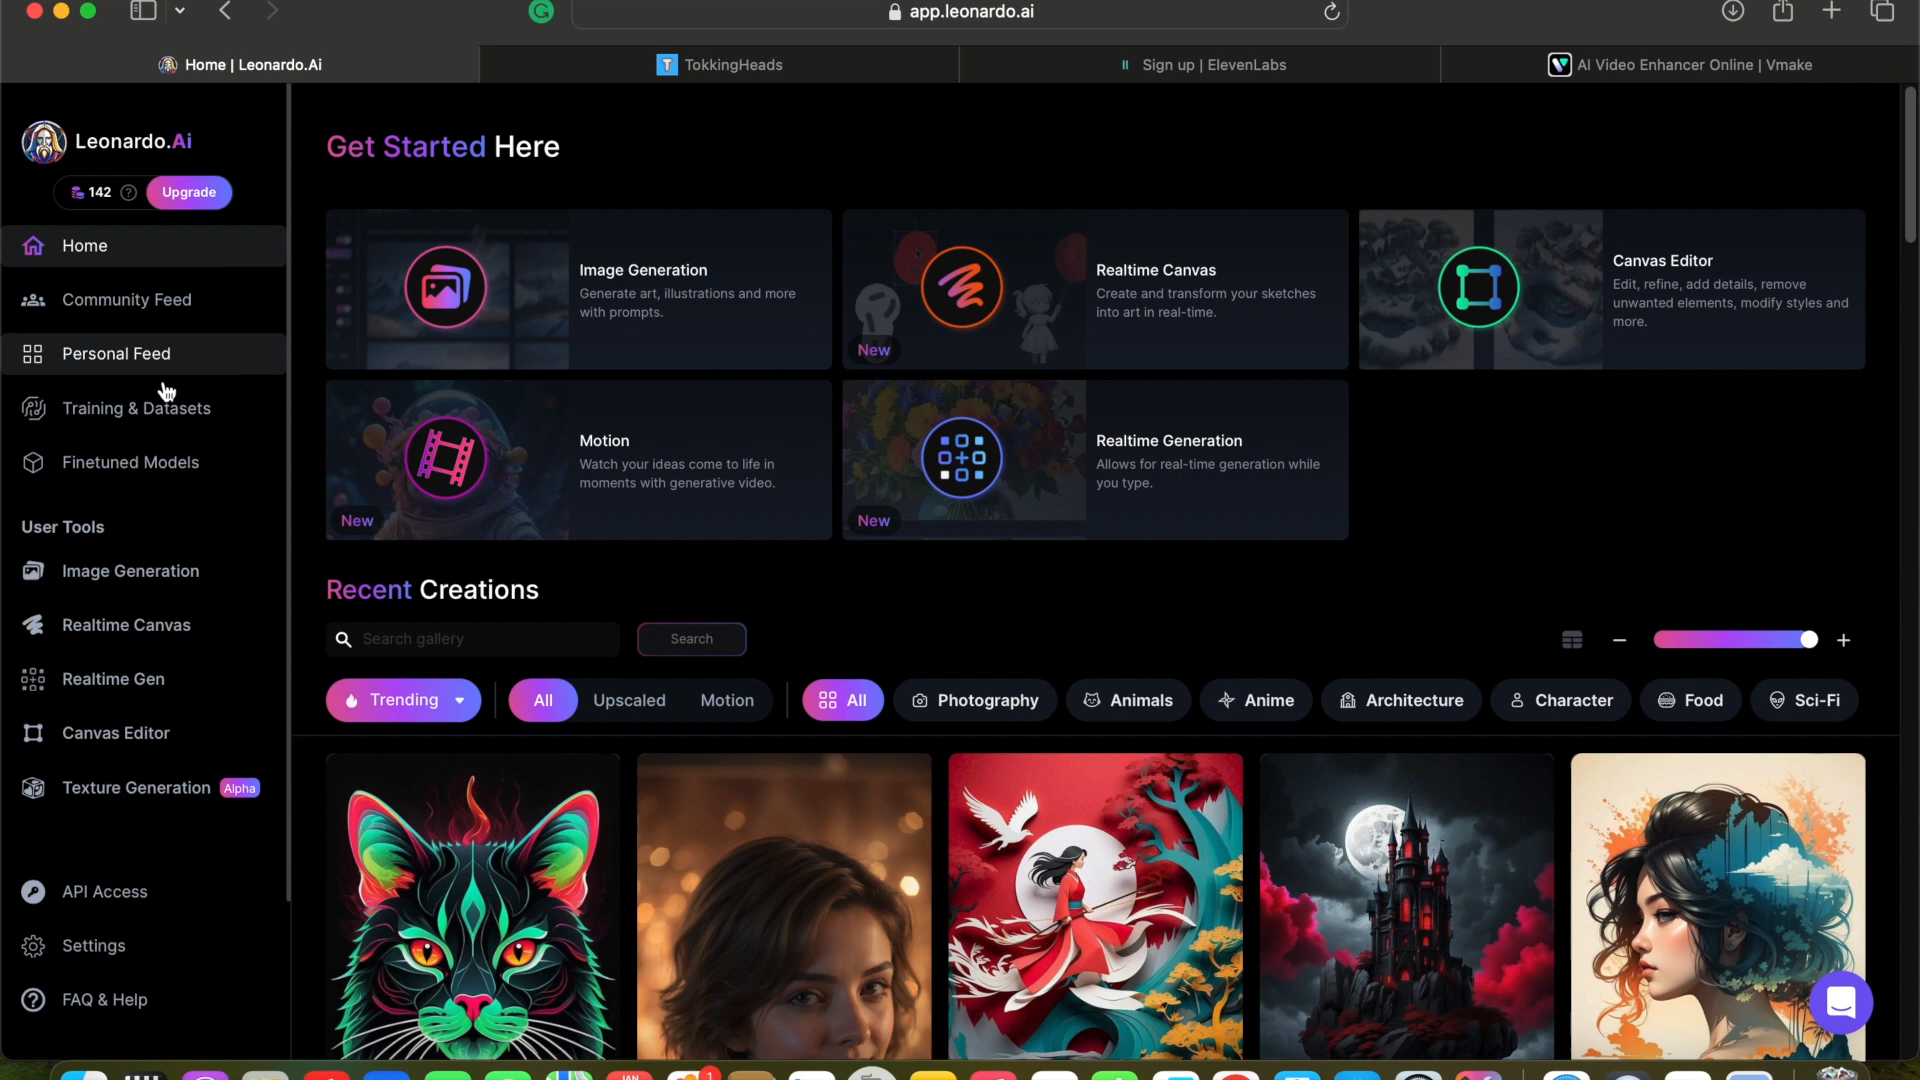 app.leonardo.ai
Home | Leonardo.Ai
TokkingHeads
Sign up | ElevenLabs
AI Video Enhancer Online | Vmake
Leonardo.Ai
142
Upgrade
Home
Community Feed
Personal Feed
Training & Datasets
Finetuned Models
User Tools
Image Generation
Realtime Canvas
Realtime Gen
Canvas Editor
Texture Generation Alpha
API Access
Settings
FAQ & Help
Get Started Here
Image Generation
Generate art, illustrations and more
with prompts.
New
Realtime Canvas
Create and transform your sketches
into art in real-time.
Canvas Editor
Edit, refine, add details, remove
unwanted elements, modify styles and
more.
New
Motion
Watch your ideas come to life in
moments with generative video.
New
Realtime Generation
Allows for real-time generation while
you type.
Recent Creations
Search gallery
Search
Trending
All
Upscaled
Motion
All
Photography
Animals
Anime
Architecture
Character
Food
Sci-Fi
JAN
1